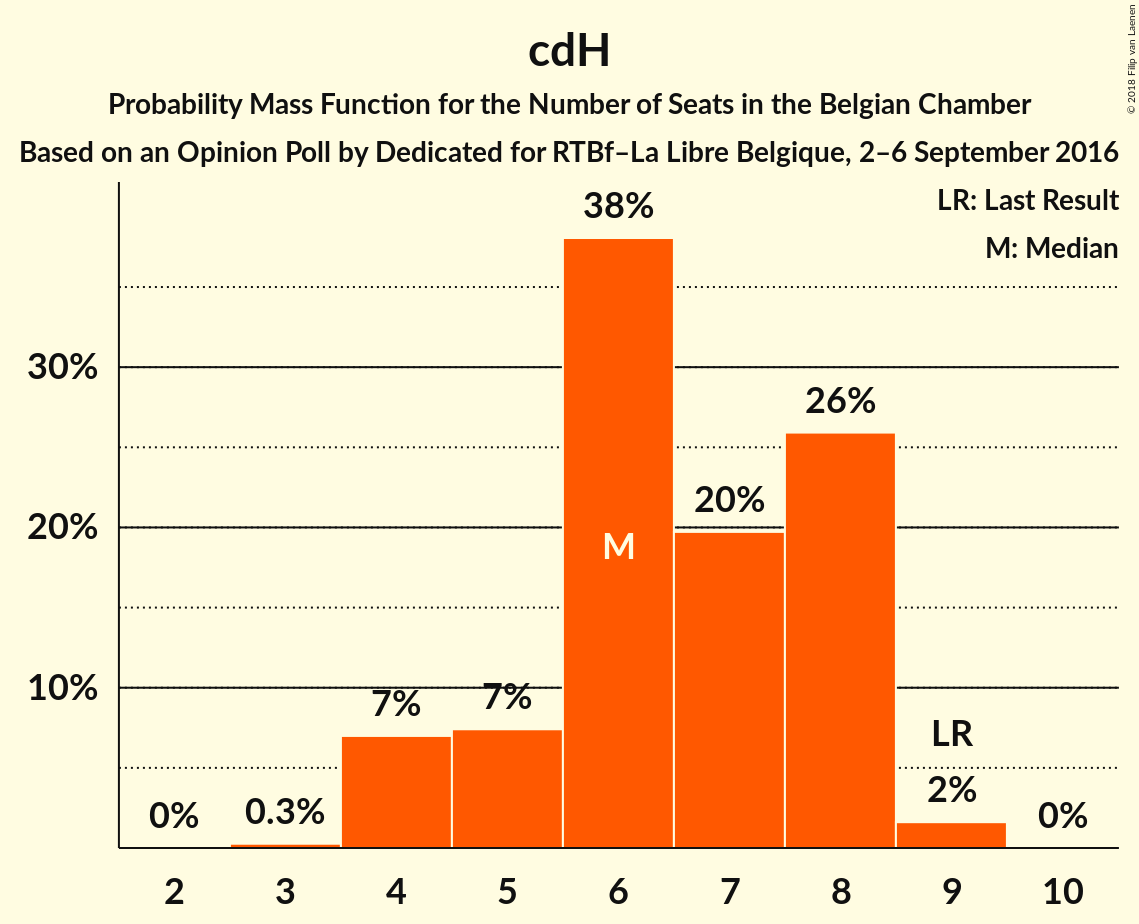 cdH
Probability Mass Function for the Number of Seats in the Belgian Chamber
Based on an Opinion Poll by Dedicated for RTBf–La Libre Belgique, 2–6 September 2016
© 2018 Filip van Laenen
LR: Last Result
M: Median
38%
30%
26%
20%
20%
M
10%
7%
7%
LR
2%
0%
0.3%
0%
2 3 4 5 6 7 8 9 10